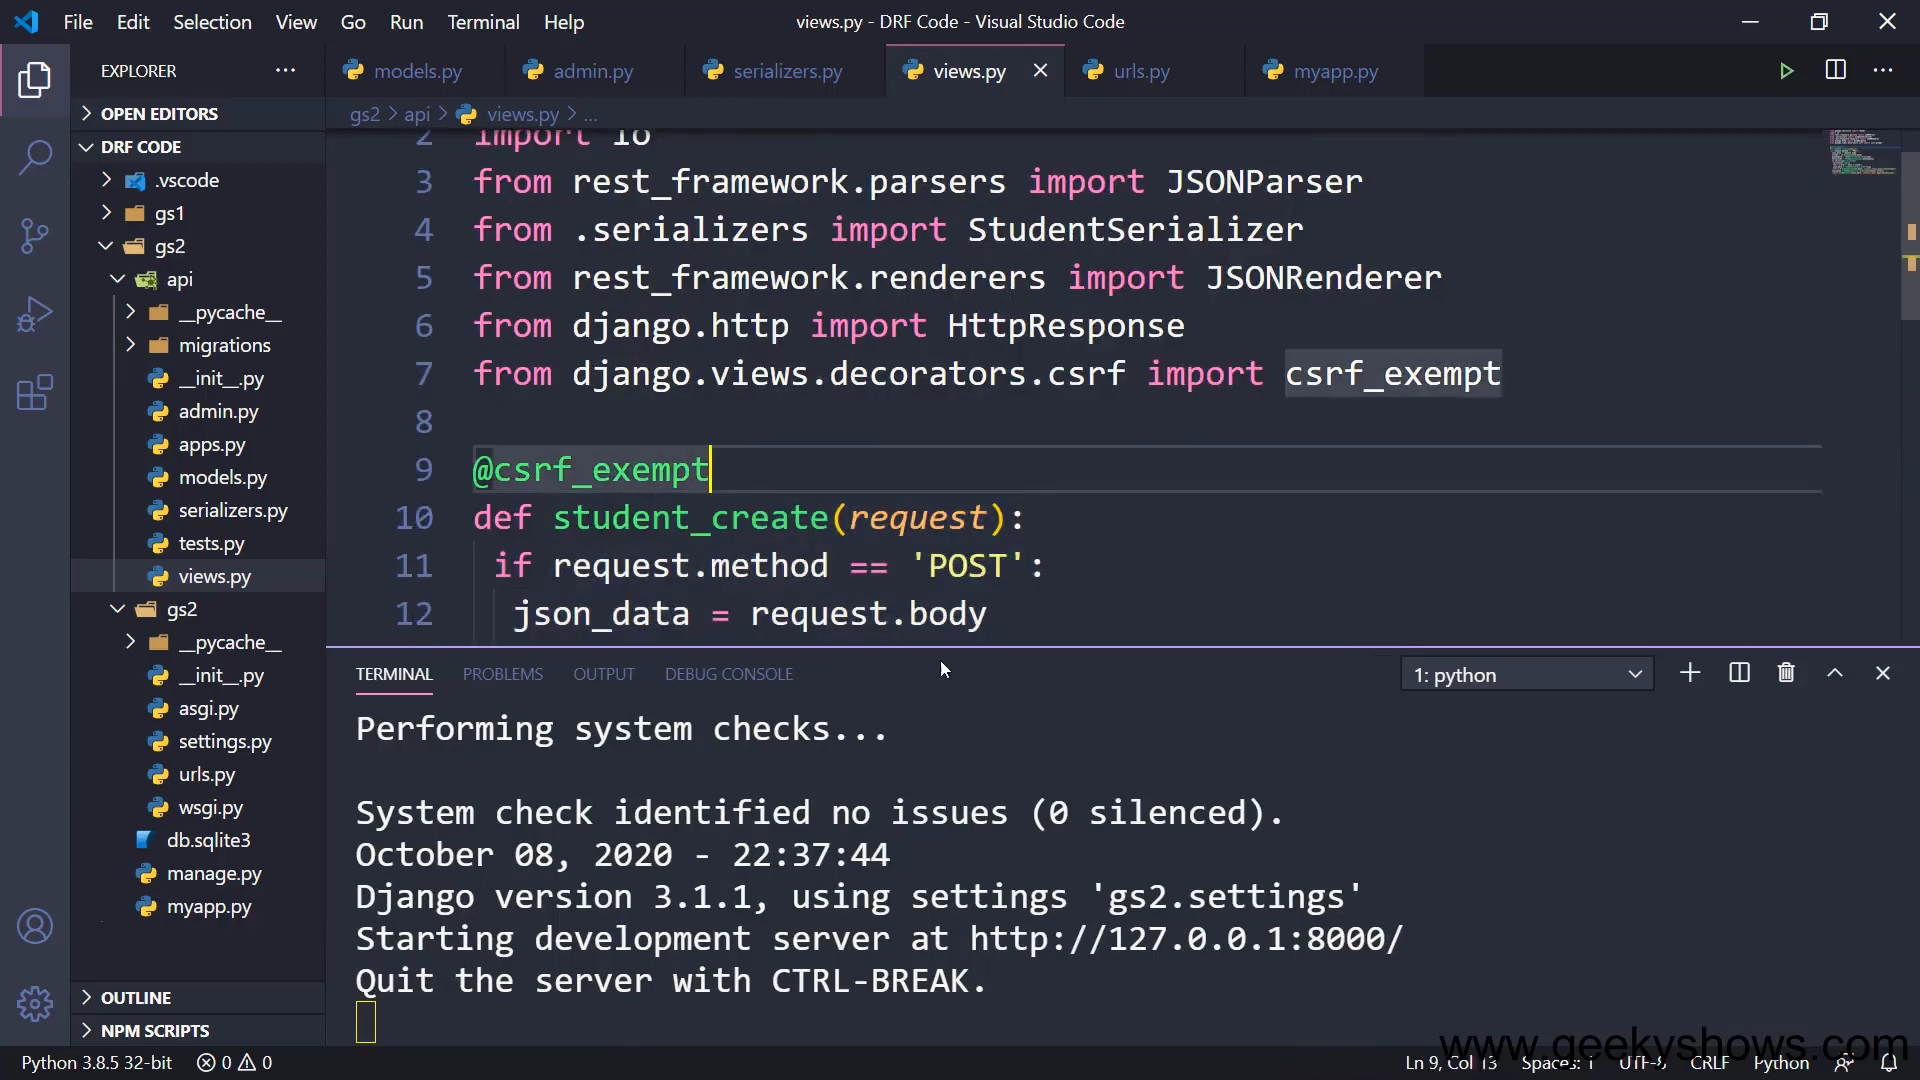 File Edit Selection View Go Run Terminal Help
views.py - DRF Code - Visual Studio Code
EXPLORER
models.py admin.py serializers.py views.py urls.py myapp.py
OPEN EDITORS
gs2 > api > views.py > ...
DRF CODE
.vscode
gs1
gs2
api
__pycache__
migrations
__init__.py
admin.py
apps.py
models.py
serializers.py
tests.py
views.py
gs2
__pycache__
__init__.py
asgi.py
settings.py
urls.py
wsgi.py
db.sqlite3
manage.py
myapp.py
OUTLINE
NPM SCRIPTS
2 import io
3 from rest_framework.parsers import JSONParser
4 from .serializers import StudentSerializer
5 from rest_framework.renderers import JSONRenderer
6 from django.http import HttpResponse
7 from django.views.decorators.csrf import csrf_exempt
8
9 @csrf_exempt
10 def student_create(request):
11 if request.method == 'POST':
12 json_data = request.body
TERMINAL PROBLEMS OUTPUT DEBUG CONSOLE 1: python
Performing system checks...
System check identified no issues (0 silenced).
October 08, 2020 - 22:37:44
Django version 3.1.1, using settings 'gs2.settings'
Starting development server at http://127.0.0.1:8000/
Quit the server with CTRL-BREAK.
www.geekyshows.com
Python 3.8.5 32-bit 0 0 Ln 9, Col 13 Spaces: 1 UTF-8 CRLF Python